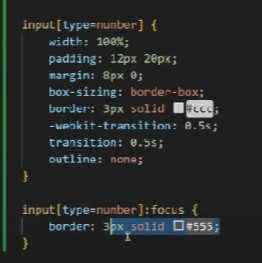 input[type=number] {
width: 100%;
padding: 12px 20px;
margin: 8px 0;
box-sizing: border-box;
border: 3px solid #ccc;
-webkit-transition: 0.5s;
transition: 0.5s;
outline: none;
}
input[type=number]:focus {
border: 3px solid #555;
}